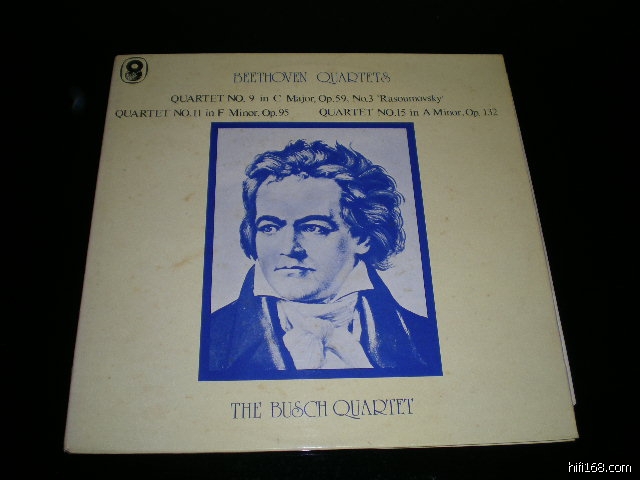 BEETHOVEN QUARTETS
QUARTET NO. 9 in C Major, Op. 59, No.3 'Rasoumovsky'
QUARTET NO. 11 in F Minor, Op. 95 QUARTET NO. 15 in A Minor, Op. 132
THE BUSCH QUARTET
hifi168.com